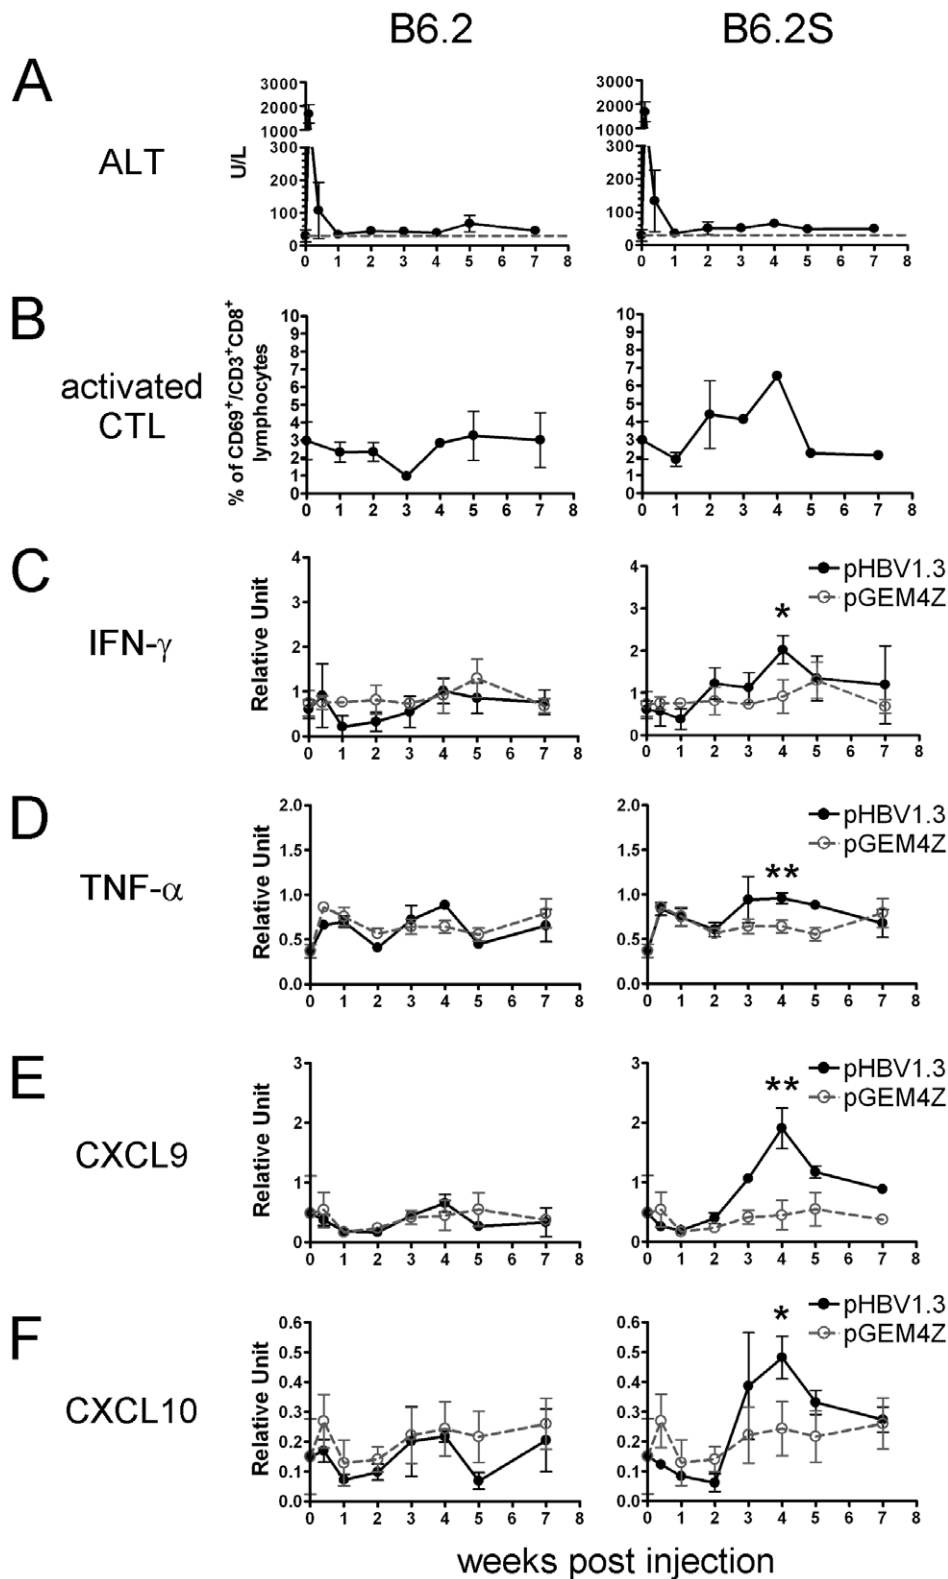 B6.2 B6.2S
A
ALT
U/L
3000
2000
1000
300
200
100
0
0 1 2 3 4 5 6 7 8
3000
2000
1000
300
200
100
0
0 1 2 3 4 5 6 7 8
B
activated
CTL
% of CD69⁺/CD3⁺CD8⁺
lymphocytes
10
9
8
7
6
5
4
3
2
1
0
0 1 2 3 4 5 6 7 8
10
9
8
7
6
5
4
3
2
1
0
0 1 2 3 4 5 6 7 8
C
IFN-γ
Relative Unit
4
3
2
1
0
0 1 2 3 4 5 6 7 8
4
3
2
1
0
0 1 2 3 4 5 6 7 8
*
pHBV1.3
pGEM4Z
D
TNF-α
Relative Unit
2.0
1.5
1.0
0.5
0.0
0 1 2 3 4 5 6 7 8
2.0
1.5
1.0
0.5
0.0
0 1 2 3 4 5 6 7 8
**
pHBV1.3
pGEM4Z
E
CXCL9
Relative Unit
3
2
1
0
0 1 2 3 4 5 6 7 8
3
2
1
0
0 1 2 3 4 5 6 7 8
**
pHBV1.3
pGEM4Z
F
CXCL10
Relative Unit
0.6
0.5
0.4
0.3
0.2
0.1
0.0
0 1 2 3 4 5 6 7 8
0.6
0.5
0.4
0.3
0.2
0.1
0.0
0 1 2 3 4 5 6 7 8
*
pHBV1.3
pGEM4Z
weeks post injection